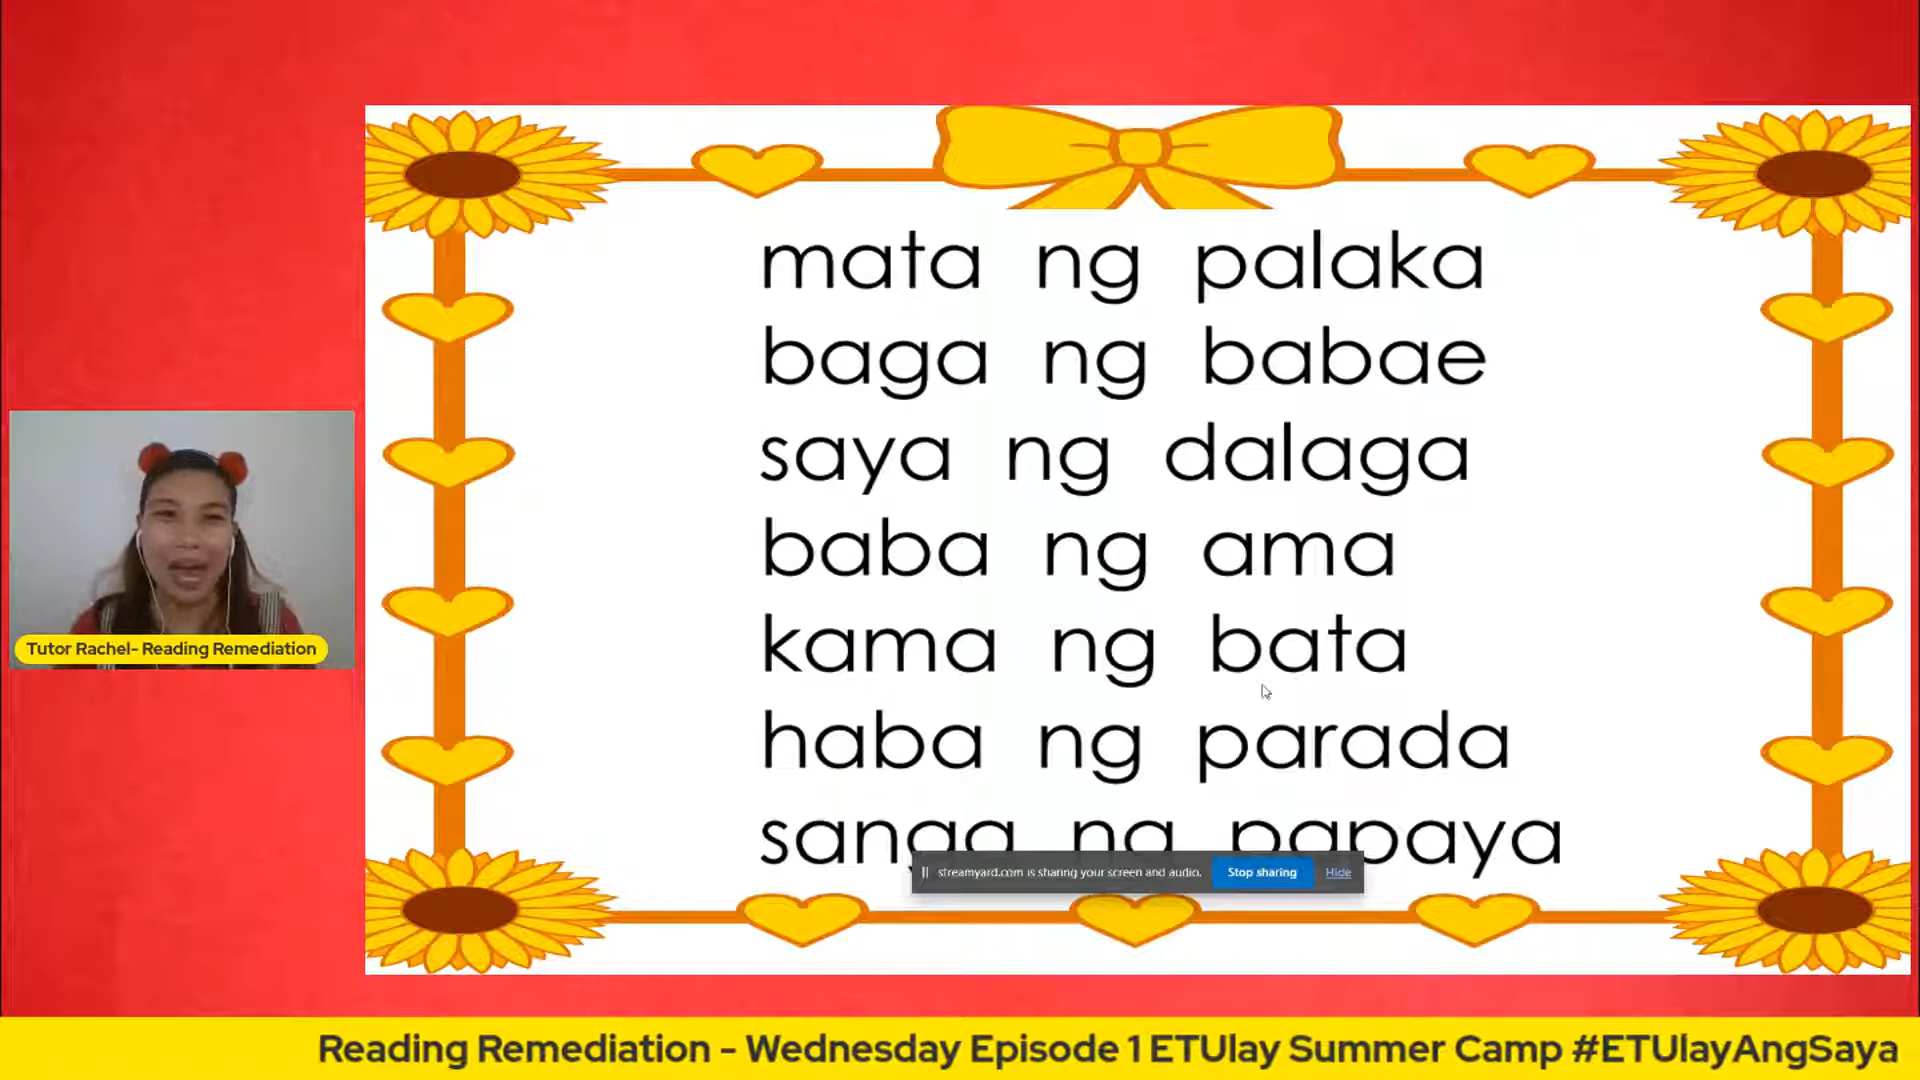 mata ng palaka
baga ng babae
saya ng dalaga
baba ng ama
kama ng bata
haba ng parada
sanga ng papaya
streamyard.com is sharing your screen and audio. Stop sharing Hide
Tutor Rachel- Reading Remediation
Reading Remediation - Wednesday Episode 1 ETUlay Summer Camp #ETUlayAngSaya